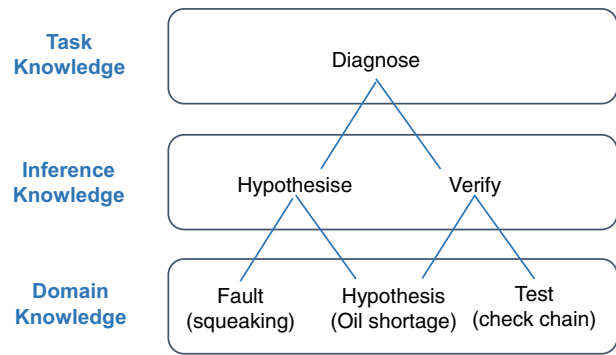 Task
Knowledge
Diagnose
Inference
Knowledge
Hypothesise
Verify
Domain
Knowledge
Fault
(squeaking)
Hypothesis
(Oil shortage)
Test
(check chain)